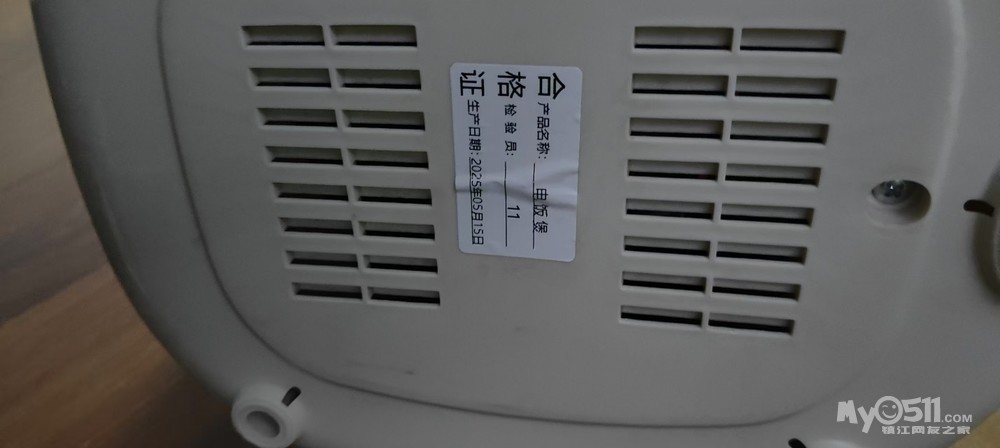 合格证
产品名称：电饭煲
检验员：11
生产日期：2025年05月15日
My0511.COM
镇江网友之家